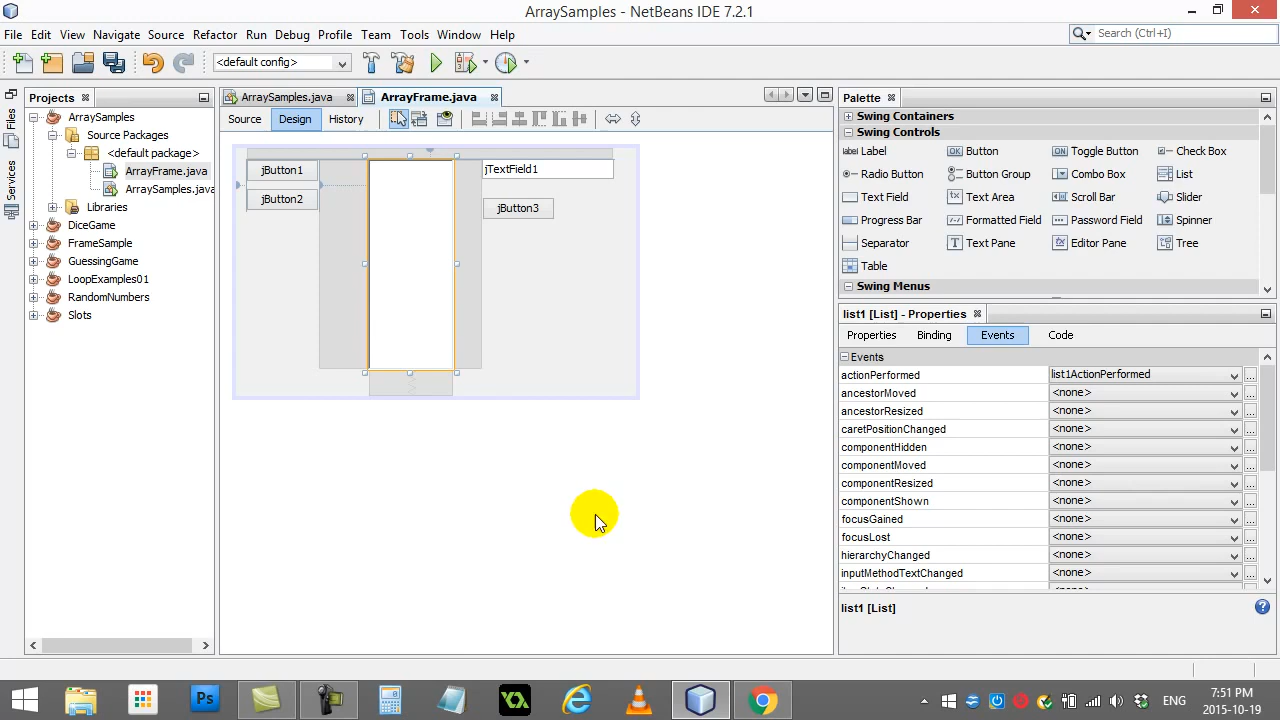 ArraySamples - NetBeans IDE 7.2.1
File Edit View Navigate Source Refactor Run Debug Profile Team Tools Window Help
Search (Ctrl+I)
<default config>
Files
Services
Projects
ArraySamples
Source Packages
<default package>
ArrayFrame.java
ArraySamples.java
Libraries
DiceGame
FrameSample
GuessingGame
LoopExamples01
RandomNumbers
Slots
ArraySamples.java
ArrayFrame.java
Source Design History
jButton1
jButton2
jTextField1
jButton3
Palette
Swing Containers
Swing Controls
Label Button Toggle Button Check Box
Radio Button Button Group Combo Box List
Text Field Text Area Scroll Bar Slider
Progress Bar Formatted Field Password Field Spinner
Separator Text Pane Editor Pane Tree
Table
Swing Menus
list1 [List] - Properties
Properties Binding Events Code
Events
actionPerformed list1ActionPerformed
ancestorMoved <none>
ancestorResized <none>
caretPositionChanged <none>
componentHidden <none>
componentMoved <none>
componentResized <none>
componentShown <none>
focusGained <none>
focusLost <none>
hierarchyChanged <none>
inputMethodTextChanged <none>
list1 [List]
Ps
ENG
7:51 PM
2015-10-19